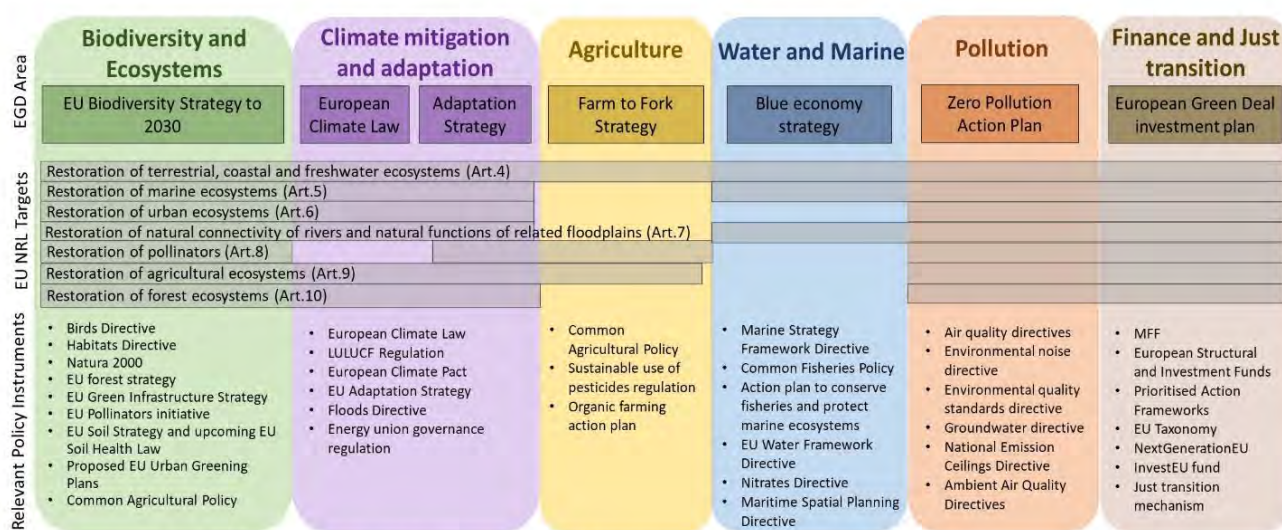 EGD Area
Biodiversity and
Ecosystems
Climate mitigation
and adaptation
Agriculture
Water and Marine
Pollution
Finance and Just
transition
EU Biodiversity Strategy to
2030
European
Climate Law
Adaptation
Strategy
Farm to Fork
Strategy
Blue economy
strategy
Zero Pollution
Action Plan
European Green Deal
investment plan
EU NRL Targets
Restoration of terrestrial, coastal and freshwater ecosystems (Art.4)
Restoration of marine ecosystems (Art.5)
Restoration of urban ecosystems (Art.6)
Restoration of natural connectivity of rivers and natural functions of related floodplains (Art.7)
Restoration of pollinators (Art.8)
Restoration of agricultural ecosystems (Art.9)
Restoration of forest ecosystems (Art.10)
Relevant Policy Instruments
• Birds Directive
• Habitats Directive
• Natura 2000
• EU forest strategy
• EU Green Infrastructure Strategy
• EU Pollinators initiative
• EU Soil Strategy and upcoming EU
Soil Health Law
• Proposed EU Urban Greening
Plans
• Common Agricultural Policy
• European Climate Law
• LULUCF Regulation
• European Climate Pact
• EU Adaptation Strategy
• Floods Directive
• Energy union governance
regulation
• Common
Agricultural Policy
• Sustainable use of
pesticides regulation
• Organic farming
action plan
• Marine Strategy
Framework Directive
• Common Fisheries Policy
• Action plan to conserve
fisheries and protect
marine ecosystems
• EU Water Framework
Directive
• Nitrates Directive
• Maritime Spatial Planning
Directive
• Air quality directives
• Environmental noise
directive
• Environmental quality
standards directive
• Groundwater directive
• National Emission
Ceilings Directive
• Ambient Air Quality
Directives
• MFF
• European Structural
and Investment Funds
• Prioritised Action
Frameworks
• EU Taxonomy
• NextGenerationEU
• InvestEU fund
• Just transition
mechanism